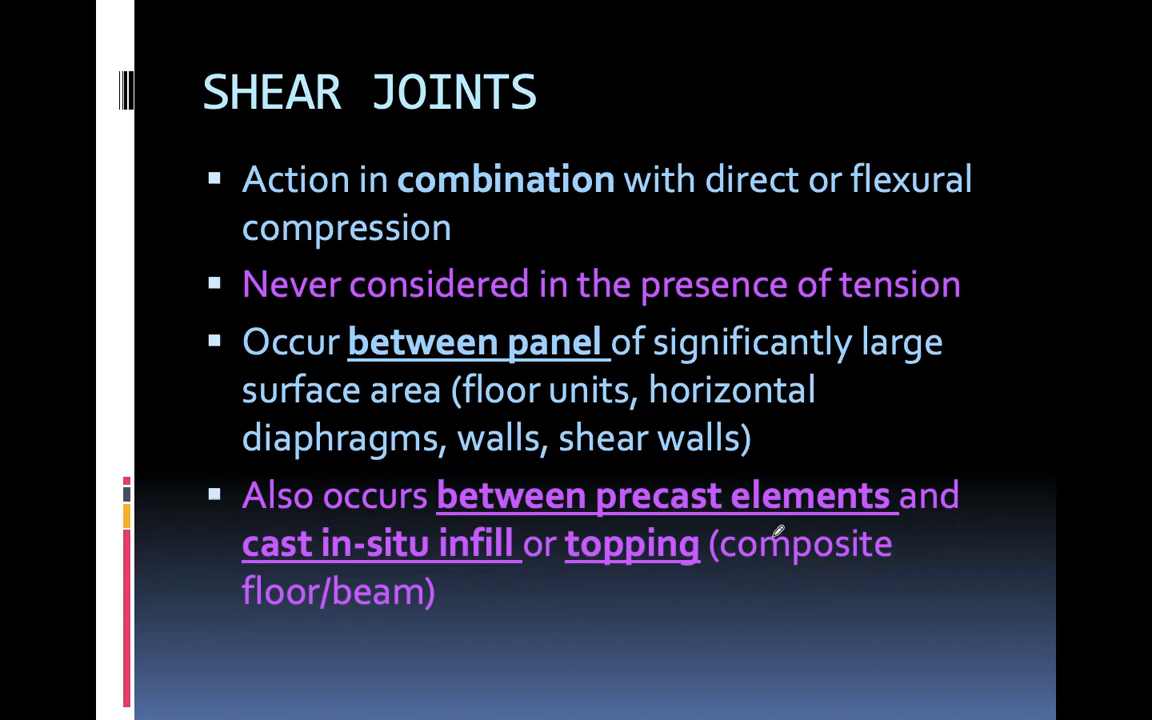 SHEAR JOINTS
Action in combination with direct or flexural
compression
Never considered in the presence of tension
Occur between panel of significantly large
surface area (floor units, horizontal
diaphragms, walls, shear walls)
Also occurs between precast elements and
cast in-situ infill or topping (composite
floor/beam)